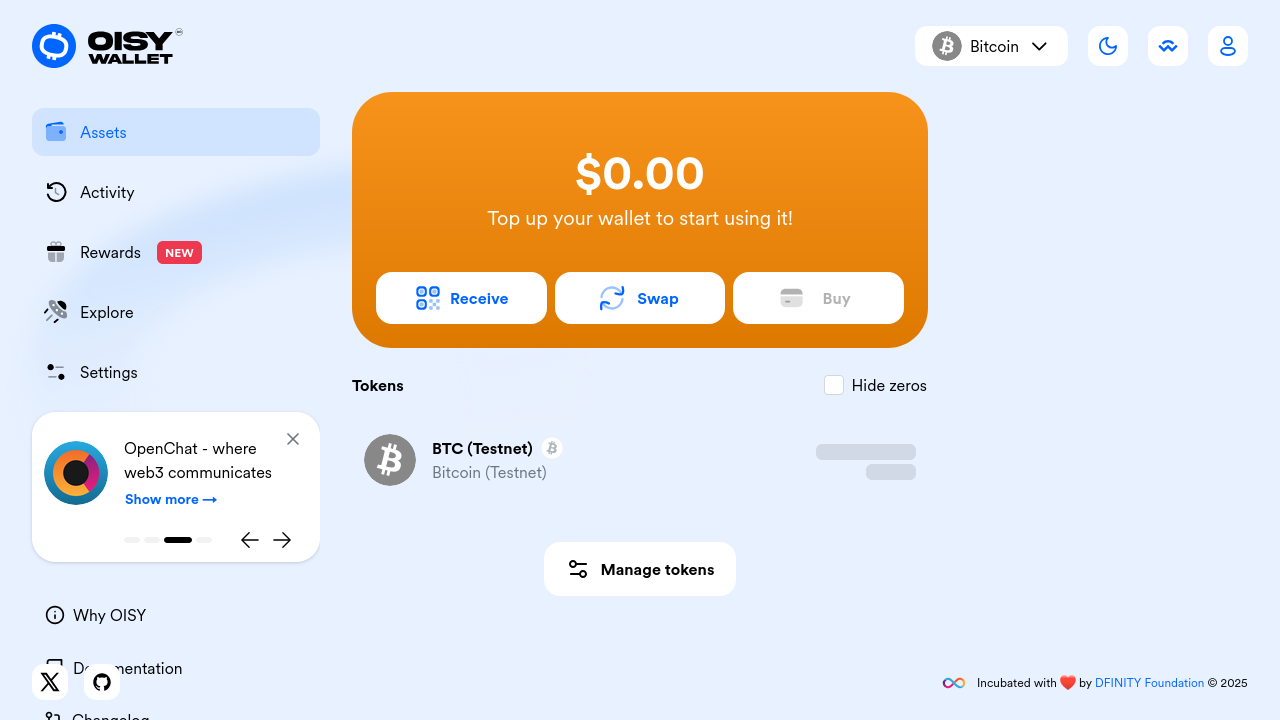 OISY
WALLET
Bitcoin
Assets
Activity
Rewards NEW
Explore
Settings
OpenChat - where
web3 communicates
Show more →
Why OISY
Documentation
Changelog
$0.00
Top up your wallet to start using it!
Receive
Swap
Buy
Tokens
Hide zeros
BTC (Testnet)
Bitcoin (Testnet)
Manage tokens
Incubated with ❤️ by DFINITY Foundation © 2025